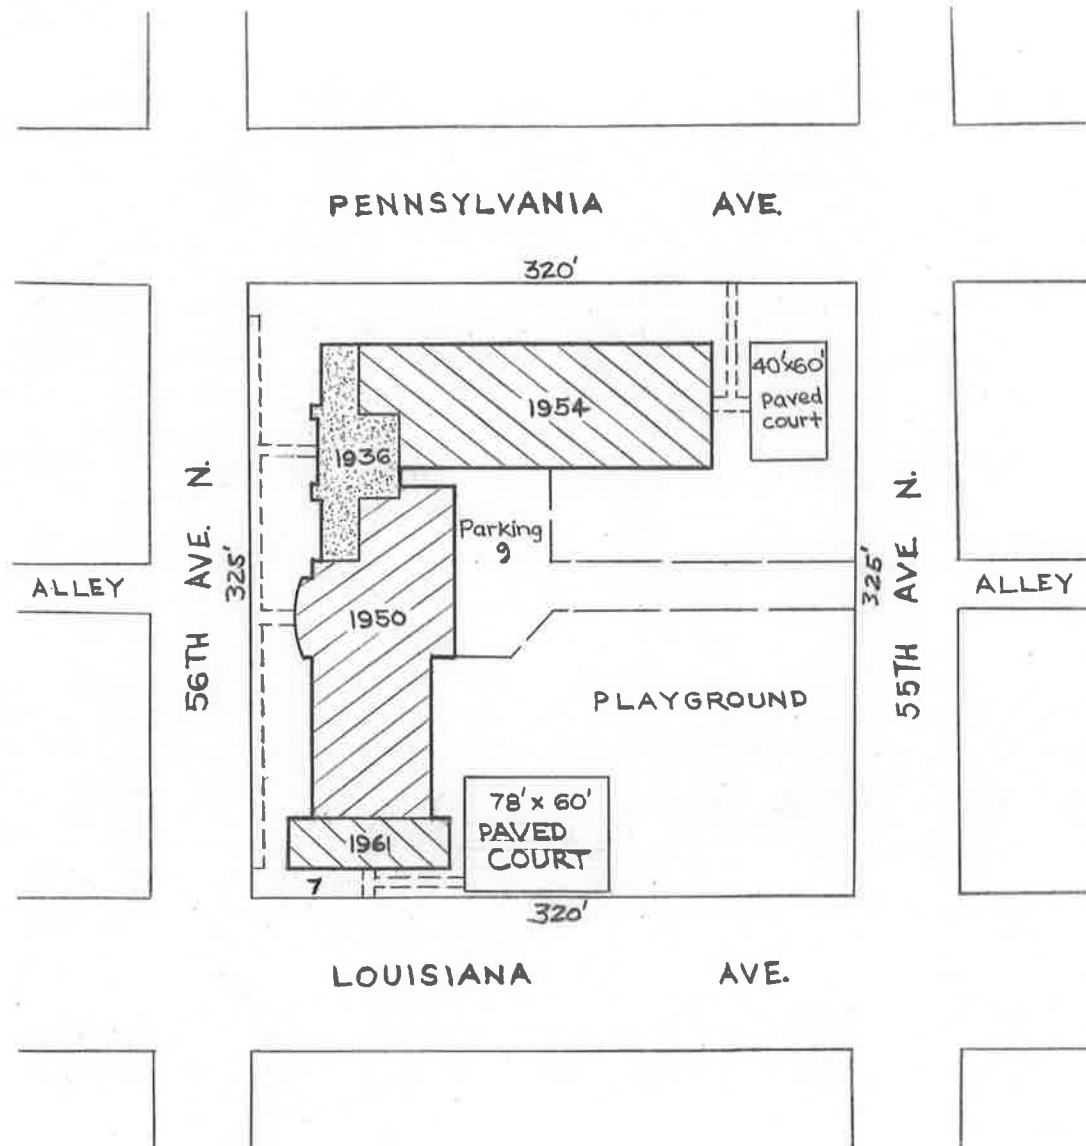 PENNSYLVANIA AVE.
320'
40'x60'
Paved
court
1954
1936
56TH AVE. N.
325'
Parking
9
325'
55TH AVE N.
ALLEY
ALLEY
1950
PLAYGROUND
78' x 60'
PAVED
COURT
1961
7
320'
LOUISIANA AVE.